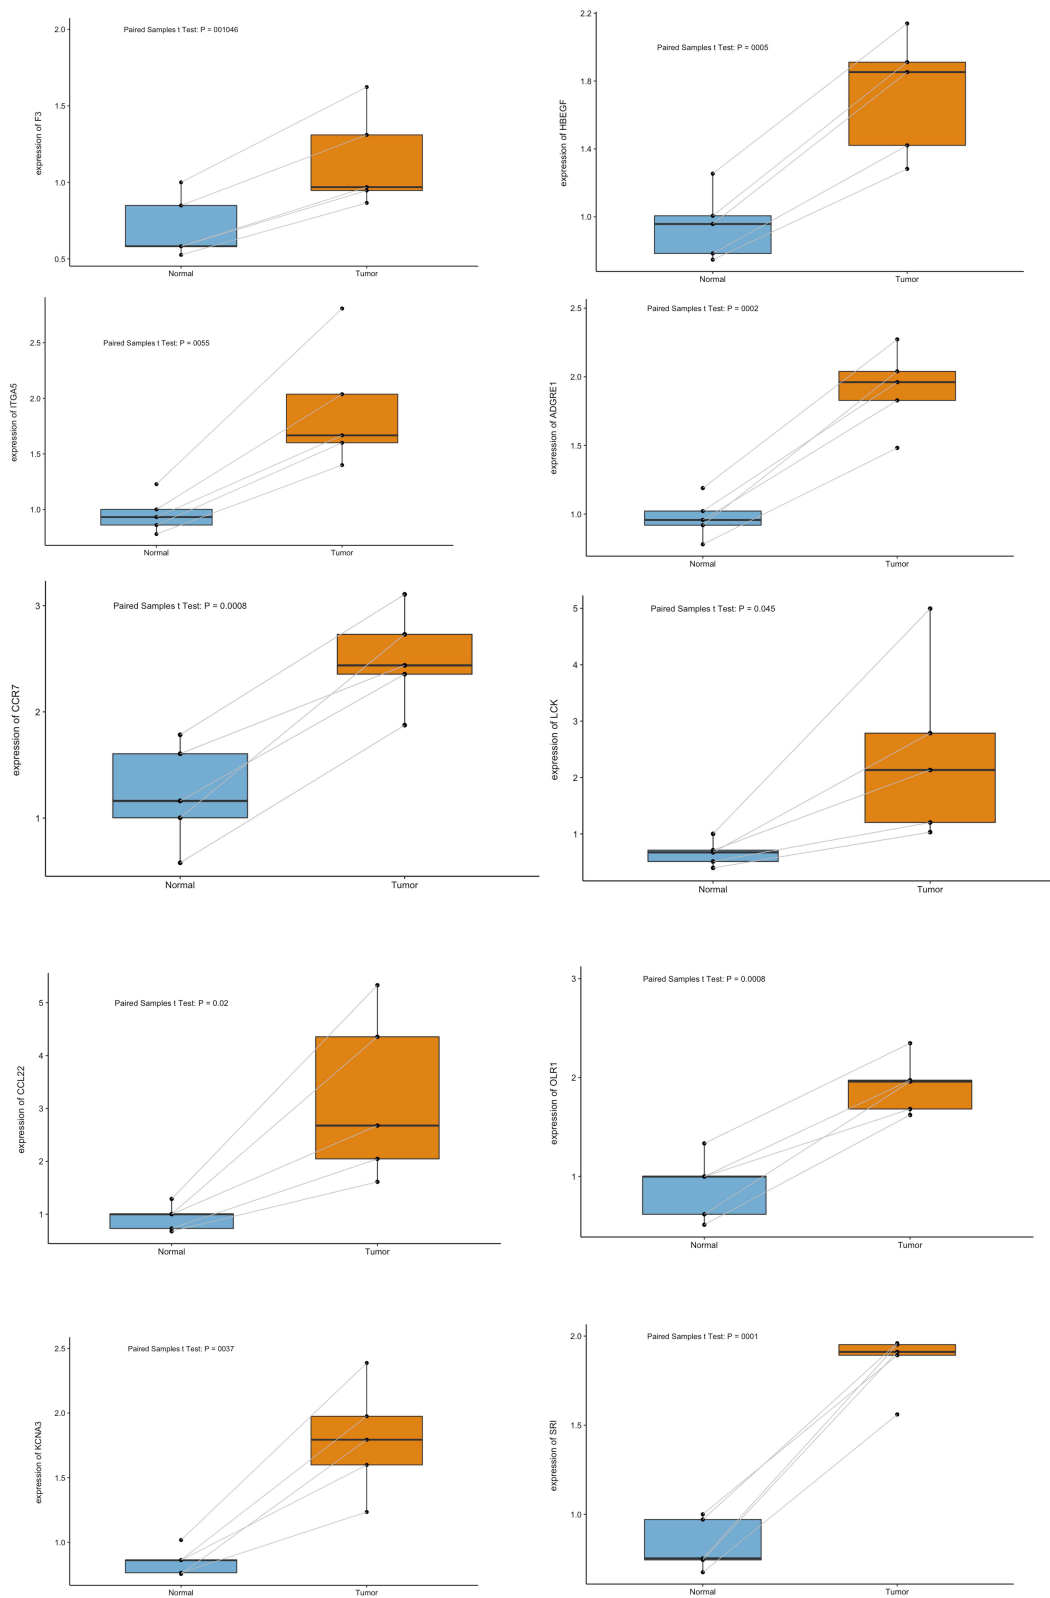 Paired Samples t Test: P = 001046
expression of F3
2.0
1.5
1.0
0.5
Normal
Tumor
Paired Samples t Test: P = 0005
expression of HBEGF
2.2
1.8
1.4
1.0
Normal
Tumor
Paired Samples t Test: P = 0055
expression of ITGA5
2.5
2.0
1.5
1.0
Normal
Tumor
Paired Samples t Test: P = 0002
expression of ADGRE1
2.5
2.0
1.5
1.0
Normal
Tumor
Paired Samples t Test: P = 0.0008
expression of CCR7
3
2
1
Normal
Tumor
Paired Samples t Test: P = 0.045
expression of LCK
5
4
3
2
1
Normal
Tumor
Paired Samples t Test: P = 0.02
expression of CCL22
5
4
3
2
1
Normal
Tumor
Paired Samples t Test: P = 0.0008
expression of OLR1
3
2
1
Normal
Tumor
Paired Samples t Test: P = 0037
expression of KCNA3
2.5
2.0
1.5
1.0
Normal
Tumor
Paired Samples t Test: P = 0001
expression of SRI
2.0
1.5
1.0
Normal
Tumor